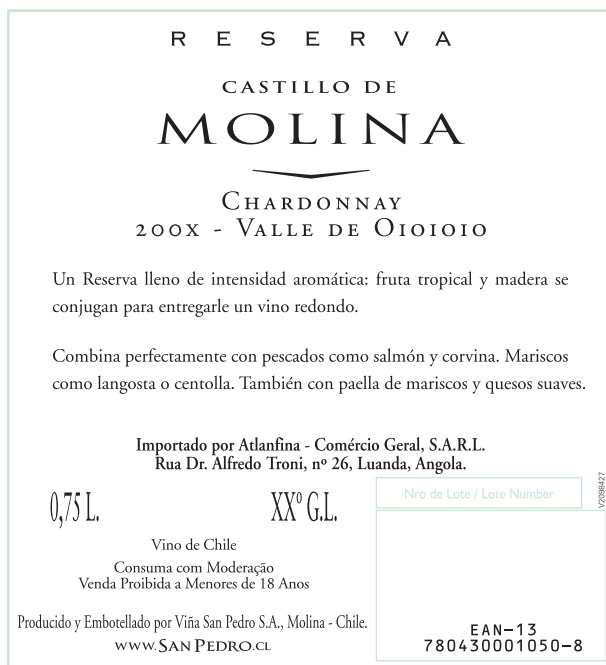 RESERVA
CASTILLO DE
MOLINA
CHARDONNAY
200X - VALLE DE OIOIOIO
Un Reserva lleno de intensidad aromática: fruta tropical y madera se
conjugan para entregarle un vino redondo.
Combina perfectamente con pescados como salmón y corvina. Mariscos
como langosta o centolla. También con paella de mariscos y quesos suaves.
Importado por Atlanfina - Comércio Geral, S.A.R.L.
Rua Dr. Alfredo Troni, nº 26, Luanda, Angola.
0,75 L.
XXº G.L.
Nro de Lote / Lote Number
V2098427
Vino de Chile
Consuma com Moderação
Venda Proibida a Menores de 18 Anos
Producido y Embotellado por Viña San Pedro S.A., Molina - Chile.
WWW.SANPEDRO.CL
EAN-13
780430001050-8